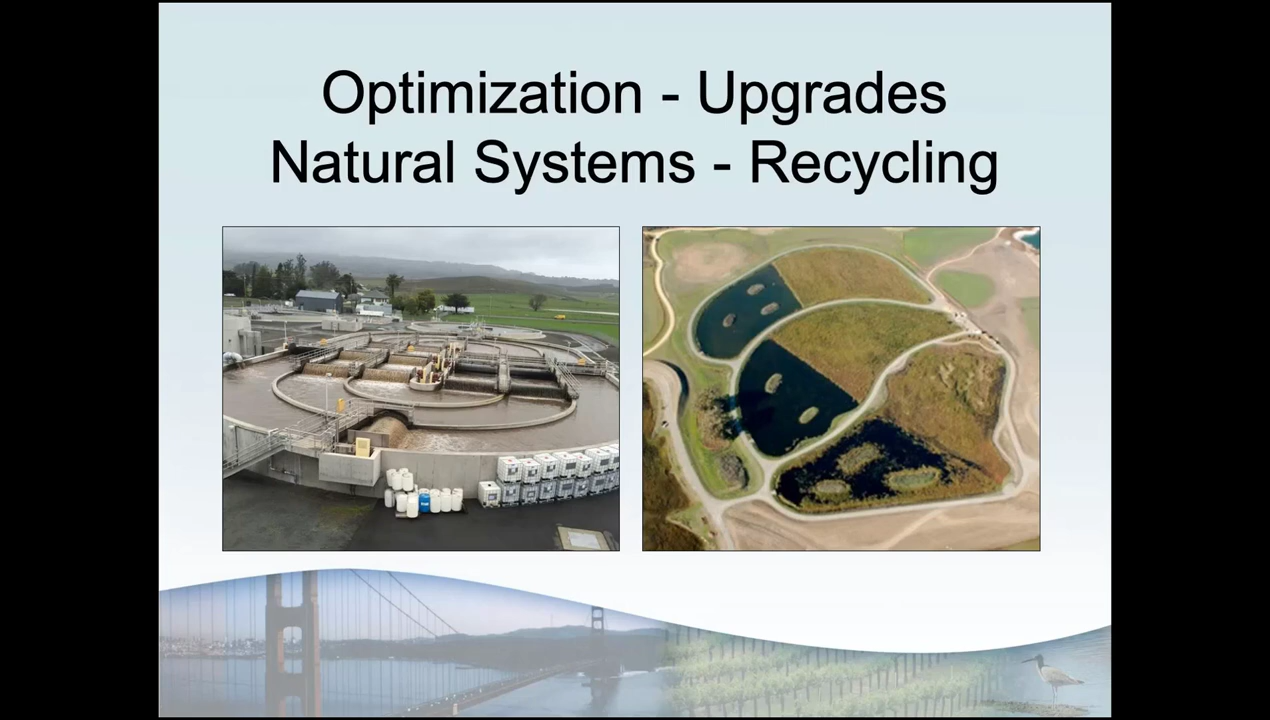 Optimization - Upgrades
Natural Systems - Recycling